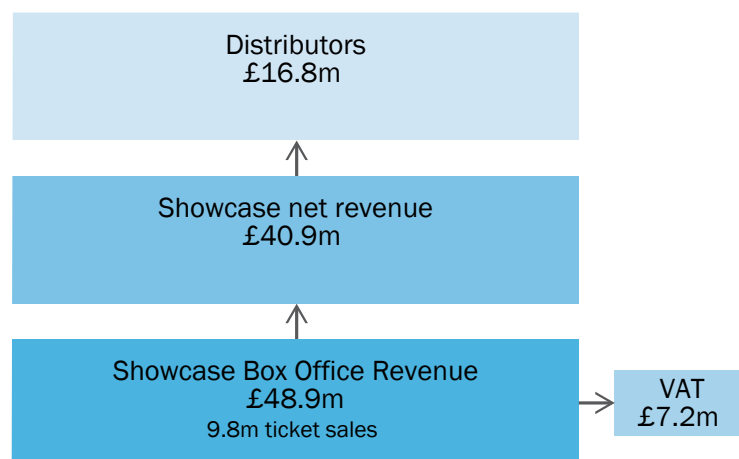 Distributors
£16.8m
Showcase net revenue
£40.9m
Showcase Box Office Revenue
£48.9m
9.8m ticket sales
VAT
£7.2m